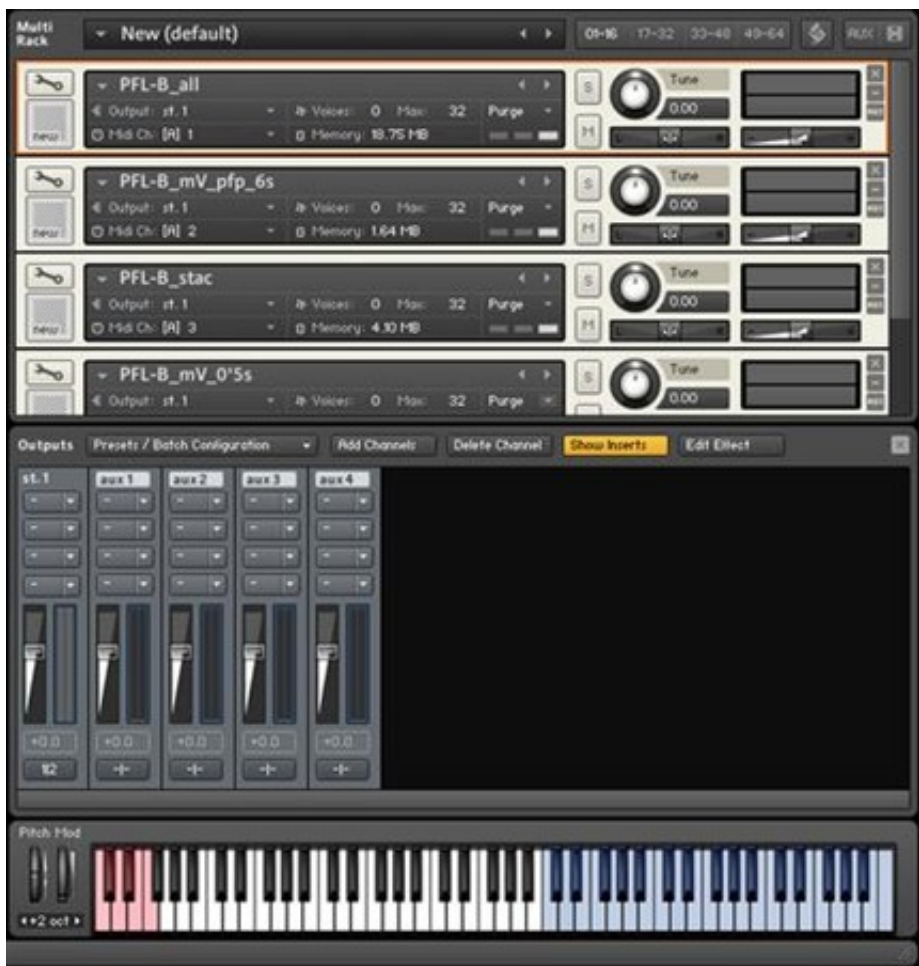 Multi Rack New (default) 01-16 17-32 33-48 49-64 AUX
PFL-B_all S Tune
Output: st. 1 Voices: 0 Max: 32 Purge 0.00
new Midi Ch: [A] 1 Memory: 18.75 MB M L R
PFL-B_mV_pfp_6s S Tune
Output: st. 1 Voices: 0 Max: 32 Purge 0.00
new Midi Ch: [A] 2 Memory: 1.64 MB M L R
PFL-B_stac S Tune
Output: st. 1 Voices: 0 Max: 32 Purge 0.00
new Midi Ch: [A] 3 Memory: 4.10 MB M L R
PFL-B_mV_0'5s S Tune
Output: st. 1 Voices: 0 Max: 32 Purge 0.00
Outputs Presets / Batch Configuration Add Channels Delete Channel Show Inserts Edit Effect
st. 1 aux 1 aux 2 aux 3 aux 4
+0.0 +0.0 +0.0 +0.0 +0.0
Pitch Mod
+2 oct